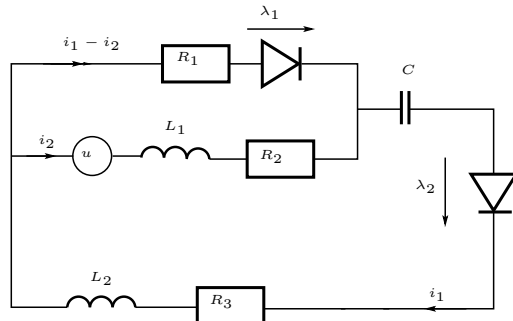 λ₁
i₁ − i₂
R₁
C
L₁
i₂
u
R₂
λ₂
L₂
R₃
i₁